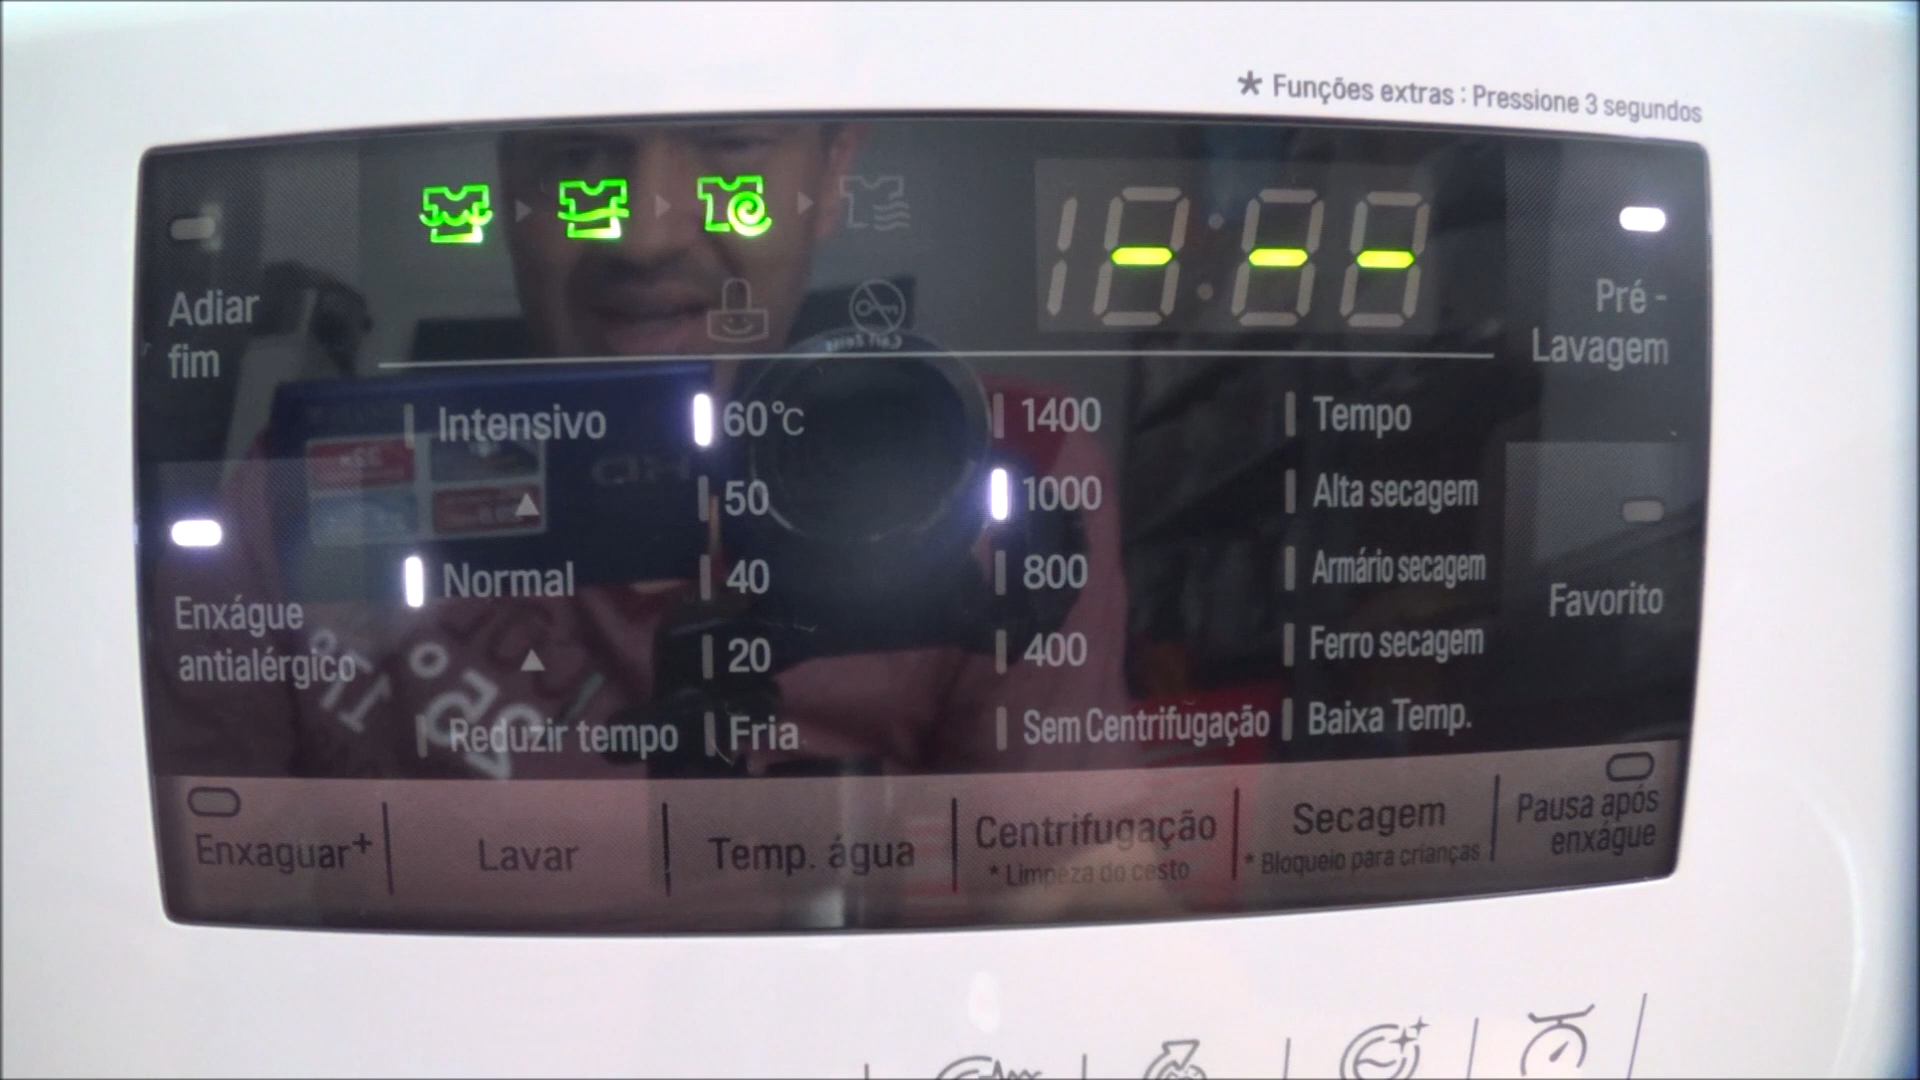 * Funções extras : Pressione 3 segundos
18:88
Adiar
fim
Pré -
Lavagem
Intensivo
60°C
1400
Tempo
50
1000
Alta secagem
Normal
40
800
Armário secagem
Enxágue
antialérgico
Favorito
20
400
Ferro secagem
Reduzir tempo
Fria
Sem Centrifugação
Baixa Temp.
Enxaguar+
Lavar
Temp. água
Centrifugação
* Limpeza do cesto
Secagem
* Bloqueio para crianças
Pausa após
enxágue